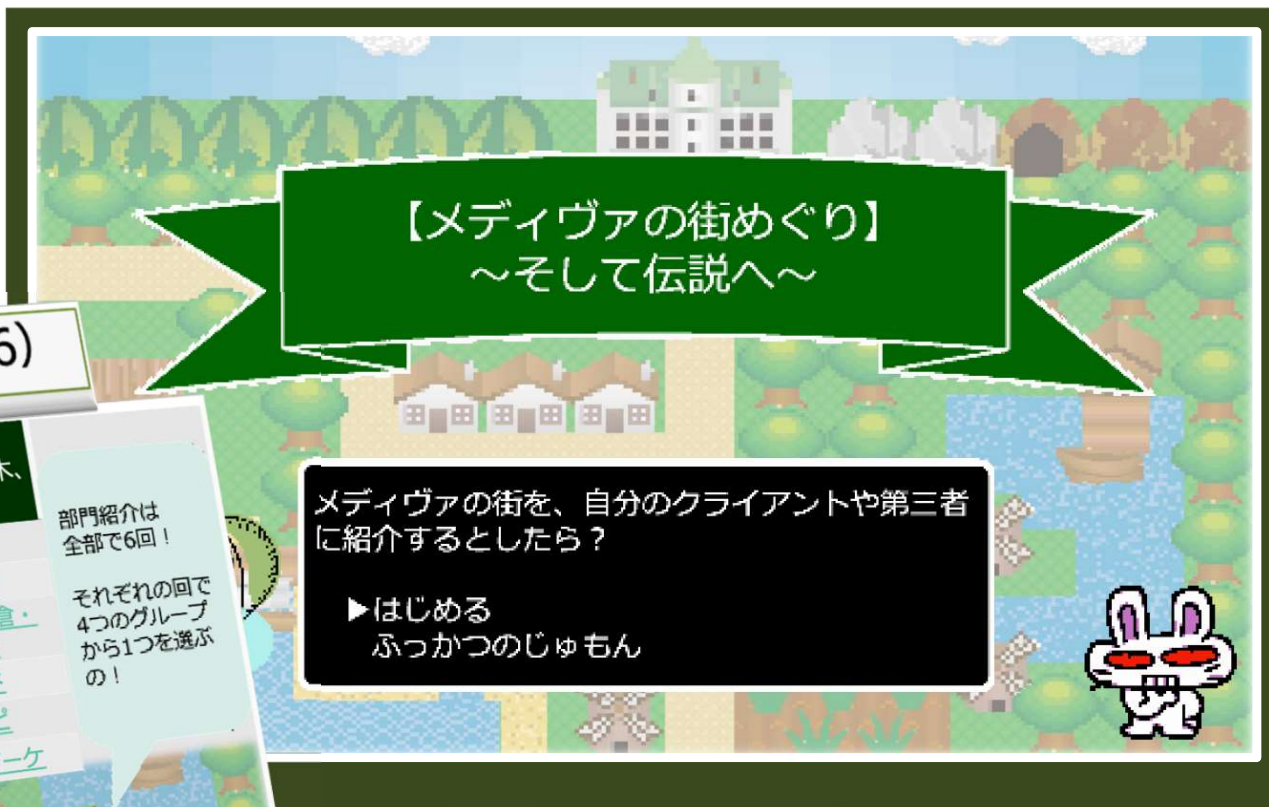 【メディヴァの街めぐり】
～そして伝説へ～
メディヴァの街を、自分のクライアントや第三者
に紹介するとしたら？
▶はじめる
ふっかつのじゅもん
6)
木、
倉・
ーケ
部門紹介は
全部で6回！
それぞれの回で
4つのグループ
から1つを選ぶ
の！